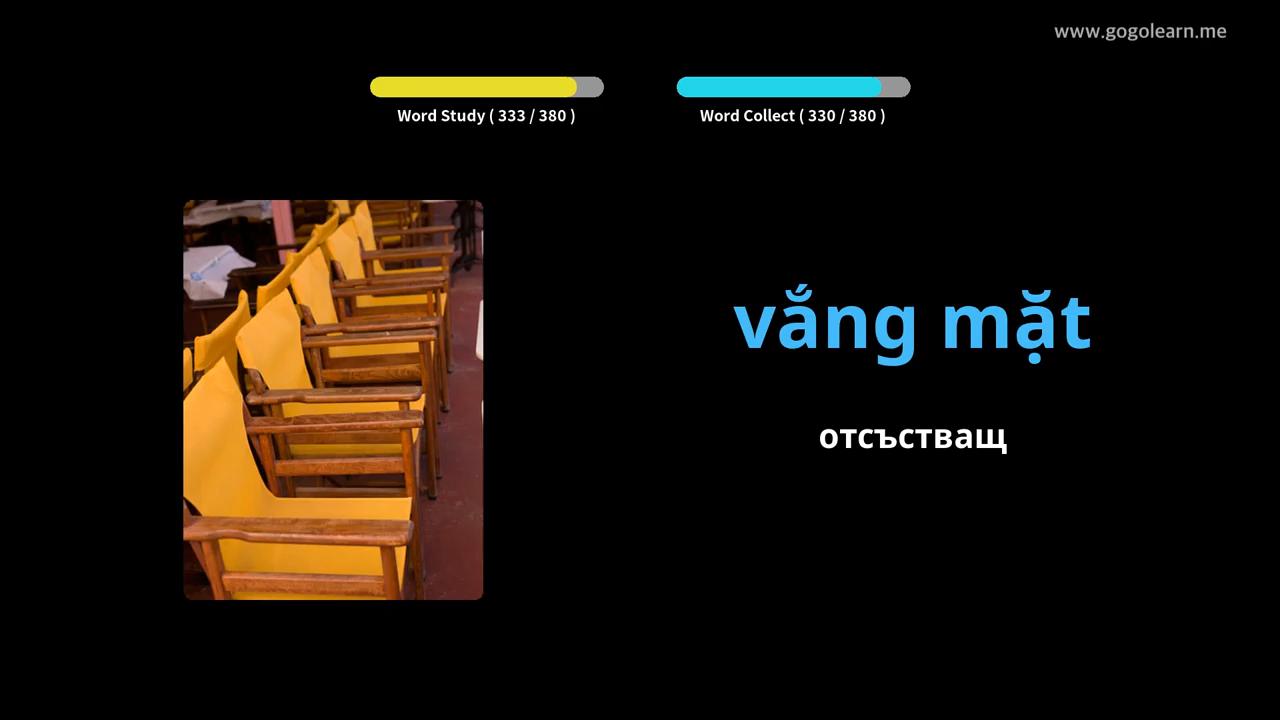 www.gogolearn.me
Word Study ( 333 / 380 )
Word Collect ( 330 / 380 )
vắng mặt
отсъстващ